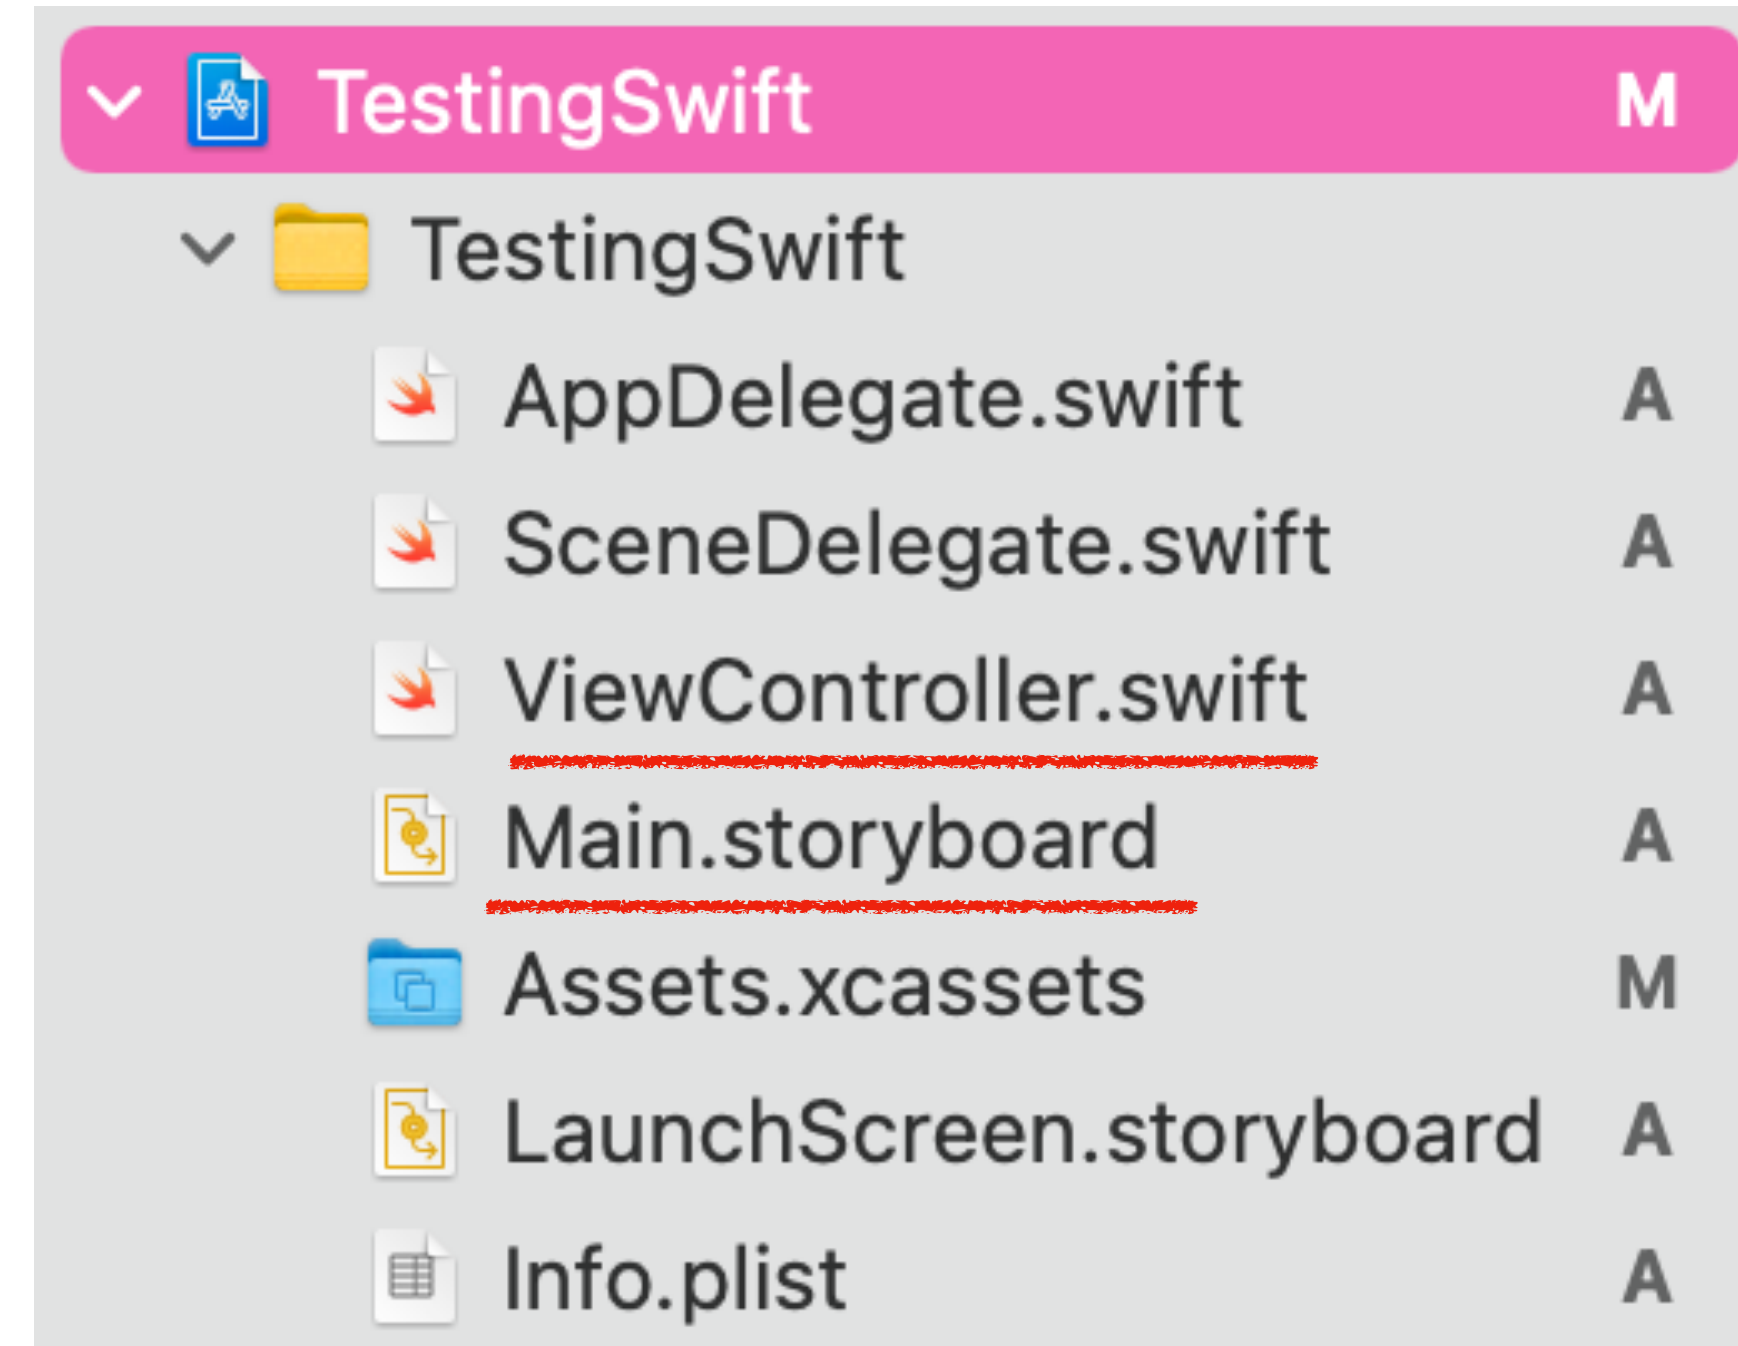 TestingSwift M
TestingSwift
AppDelegate.swift A
SceneDelegate.swift A
ViewController.swift A
Main.storyboard A
Assets.xcassets M
LaunchScreen.storyboard A
Info.plist A